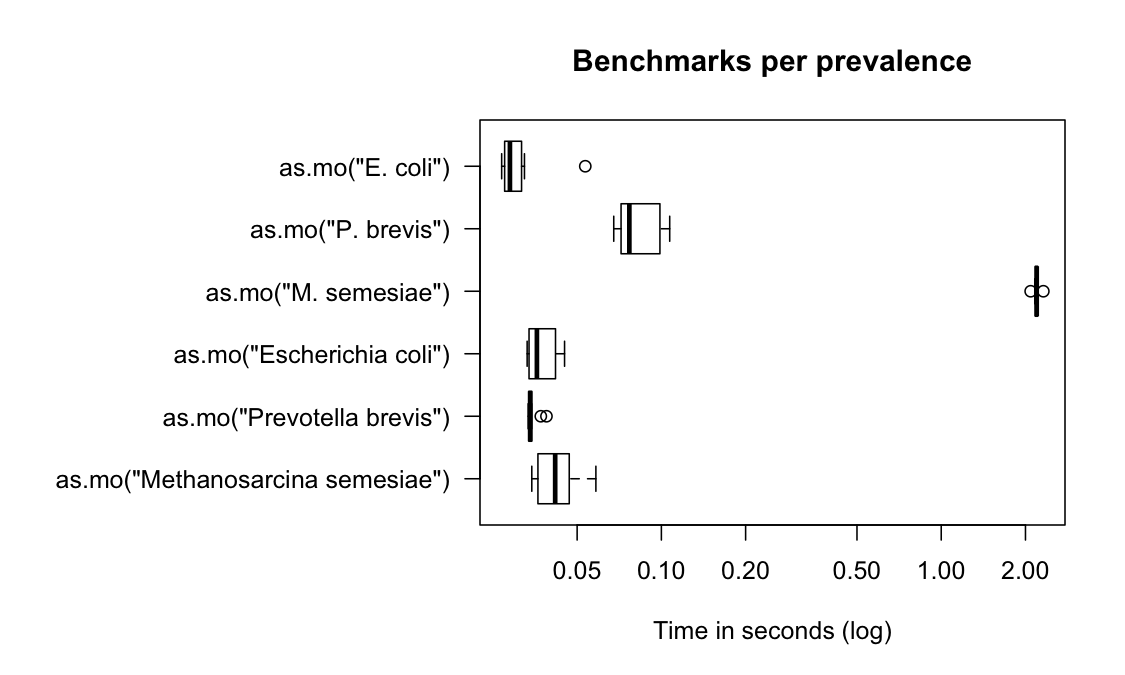 Benchmarks per prevalence
as.mo("E. coli")
as.mo("P. brevis")
as.mo("M. semesiae")
as.mo("Escherichia coli")
as.mo("Prevotella brevis")
as.mo("Methanosarcina semesiae")
0.05 0.10 0.20 0.50 1.00 2.00
Time in seconds (log)